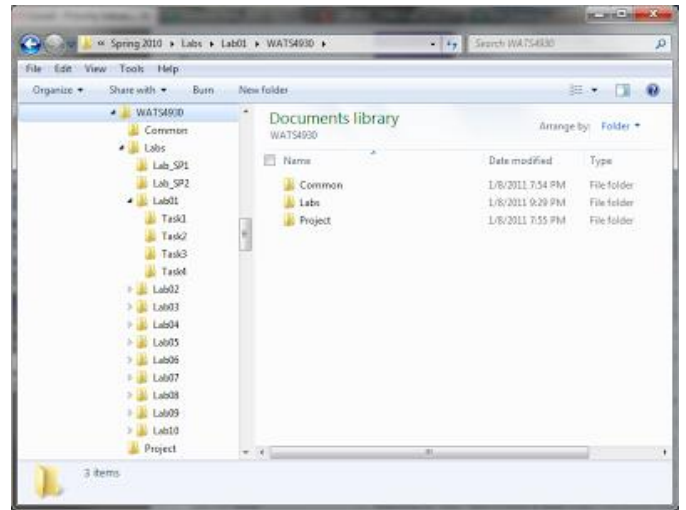 « Spring 2010 ▸ Labs ▸ Lab01 ▸ WATS4930 ▸
Search WATS4930
File Edit View Tools Help
Organize ▾ Share with ▾ Burn New folder
WATS4930
Common
Labs
Lab_SP1
Lab_SP2
Lab01
Task1
Task2
Task3
Task4
Lab02
Lab03
Lab04
Lab05
Lab06
Lab07
Lab08
Lab09
Lab10
Project
Documents library
WATS4930
Arrange by: Folder ▾
Name Date modified Type
Common 1/8/2011 7:54 PM File folder
Labs 1/8/2011 9:29 PM File folder
Project 1/8/2011 7:55 PM File folder
3 items